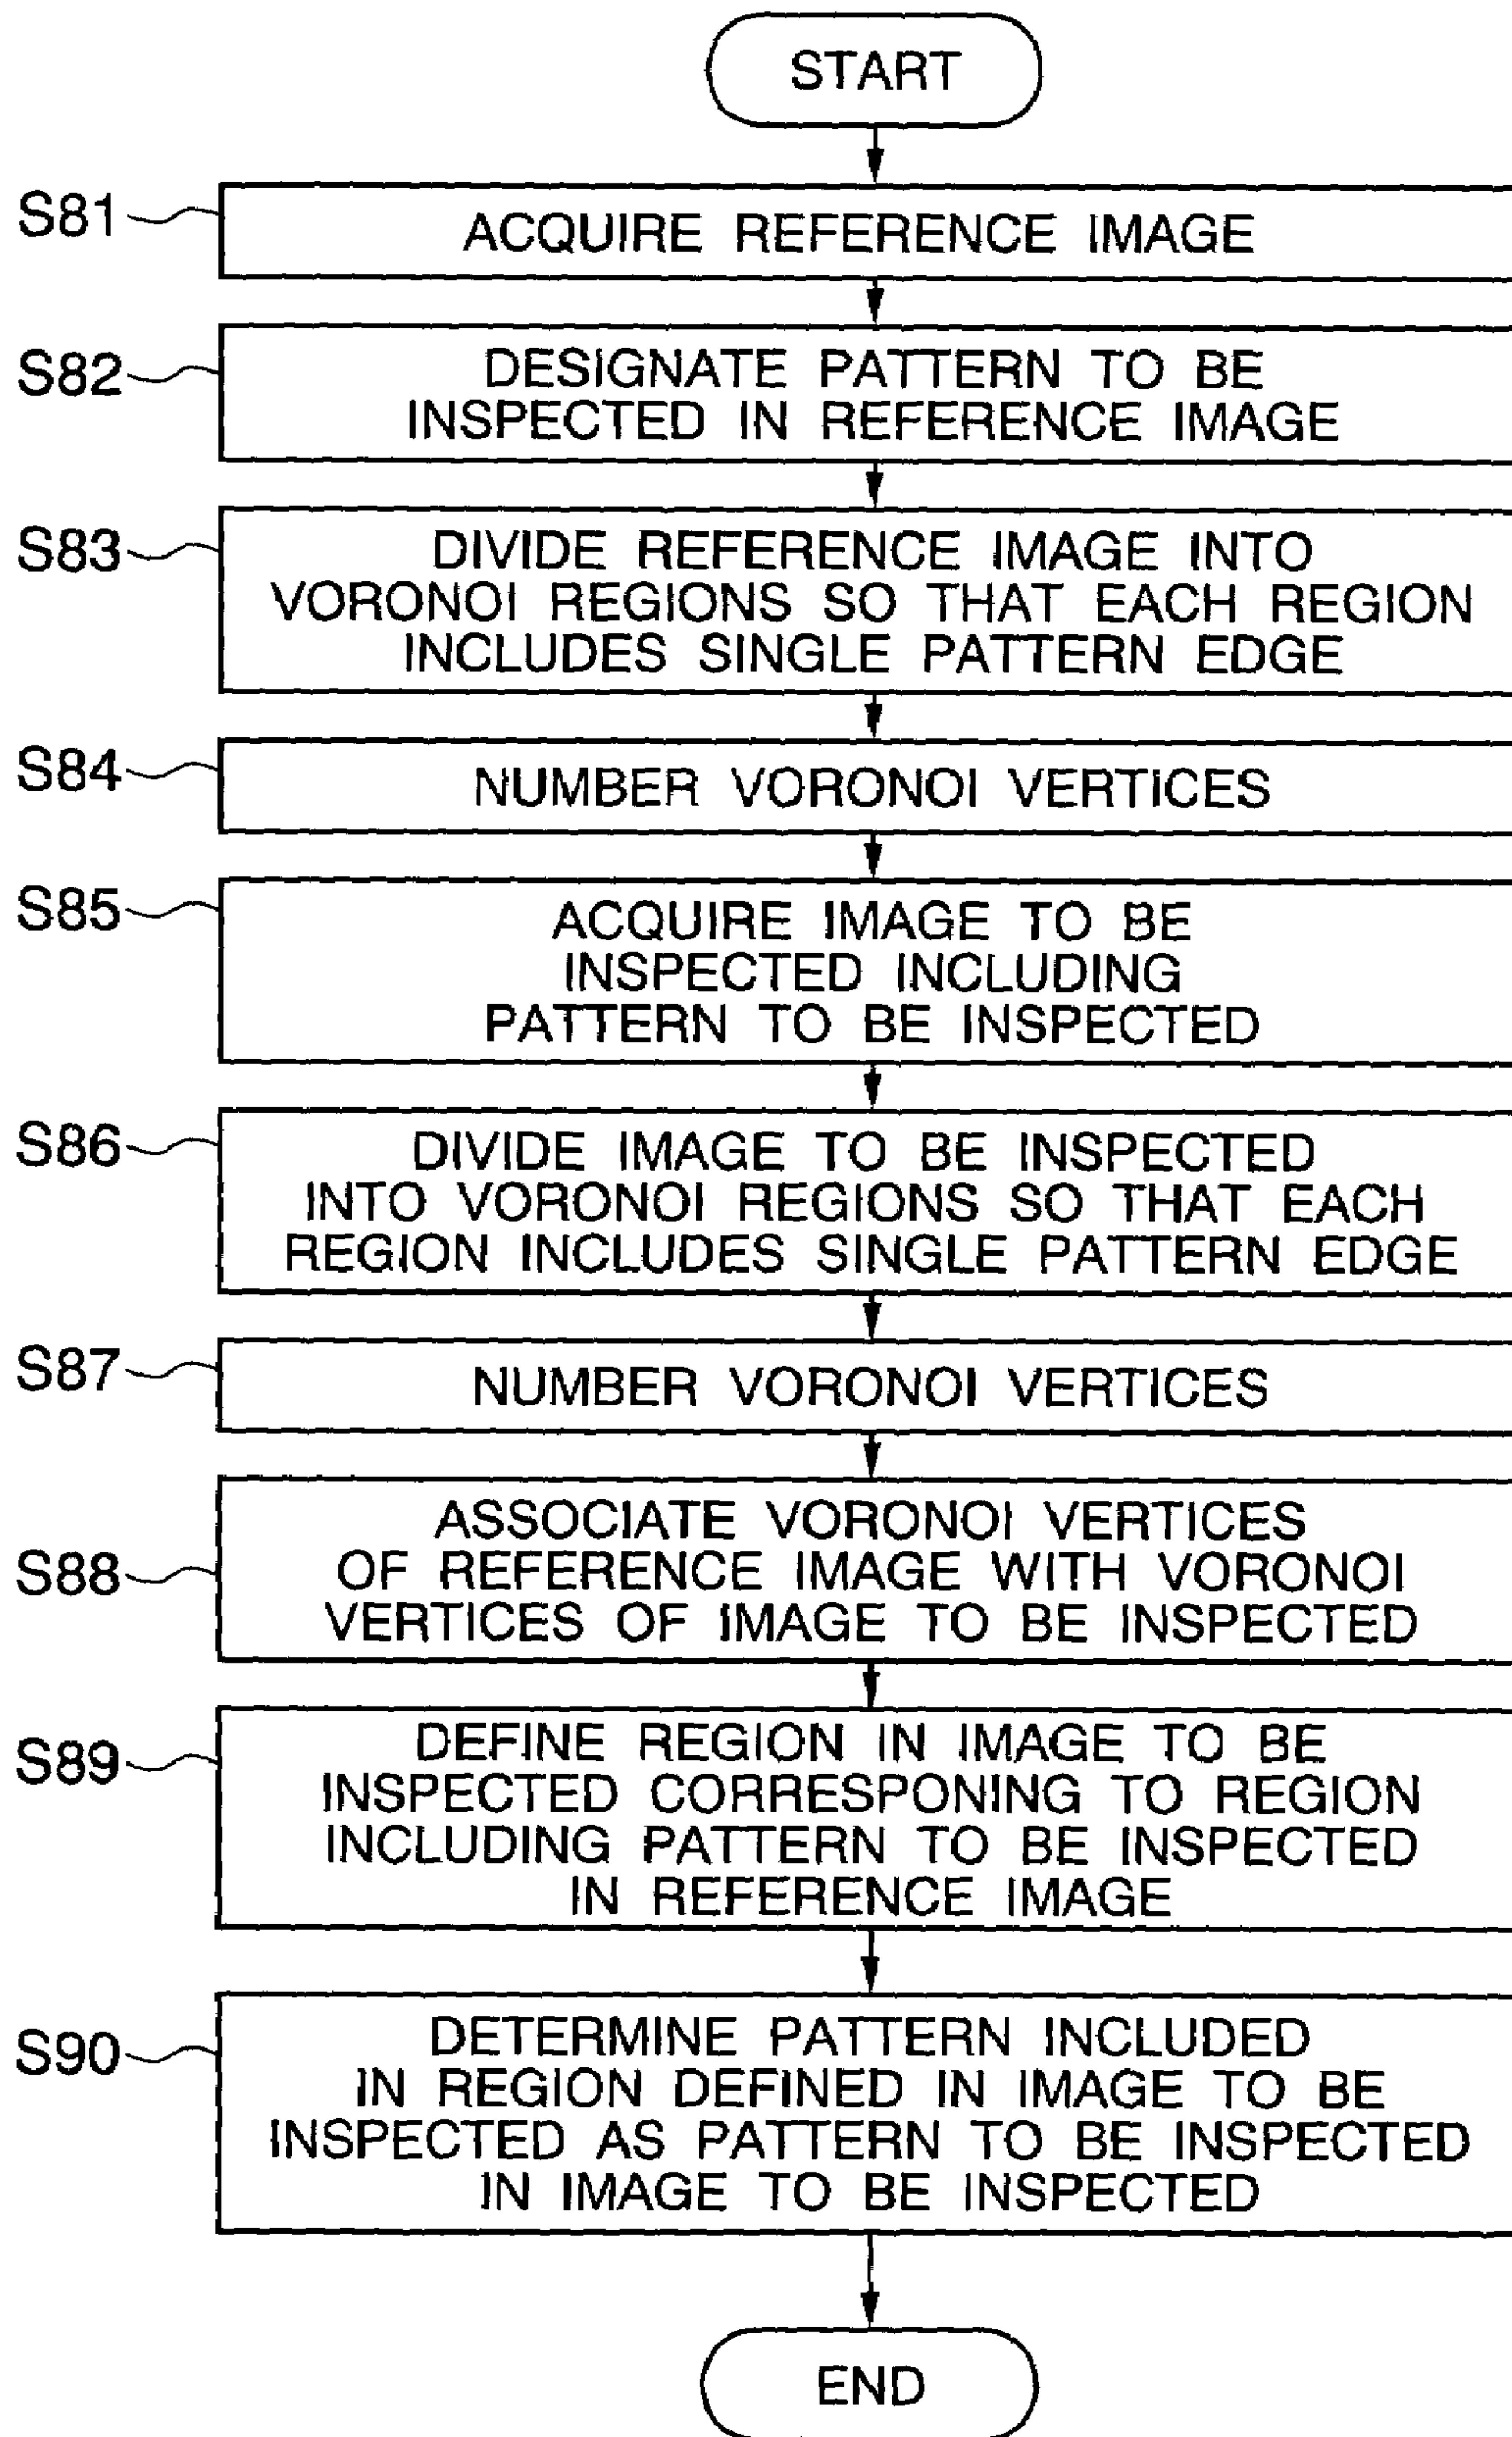 START
S81
ACQUIRE REFERENCE IMAGE
S82
DESIGNATE PATTERN TO BE
INSPECTED IN REFERENCE IMAGE
S83
DIVIDE REFERENCE IMAGE INTO
VORONOI REGIONS SO THAT EACH REGION
INCLUDES SINGLE PATTERN EDGE
S84
NUMBER VORONOI VERTICES
S85
ACQUIRE IMAGE TO BE
INSPECTED INCLUDING
PATTERN TO BE INSPECTED
S86
DIVIDE IMAGE TO BE INSPECTED
INTO VORONOI REGIONS SO THAT EACH
REGION INCLUDES SINGLE PATTERN EDGE
S87
NUMBER VORONOI VERTICES
S88
ASSOCIATE VORONOI VERTICES
OF REFERENCE IMAGE WITH VORONOI
VERTICES OF IMAGE TO BE INSPECTED
S89
DEFINE REGION IN IMAGE TO BE
INSPECTED CORRESPONING TO REGION
INCLUDING PATTERN TO BE INSPECTED
IN REFERENCE IMAGE
S90
DETERMINE PATTERN INCLUDED
IN REGION DEFINED IN IMAGE TO BE
INSPECTED AS PATTERN TO BE INSPECTED
IN IMAGE TO BE INSPECTED
END